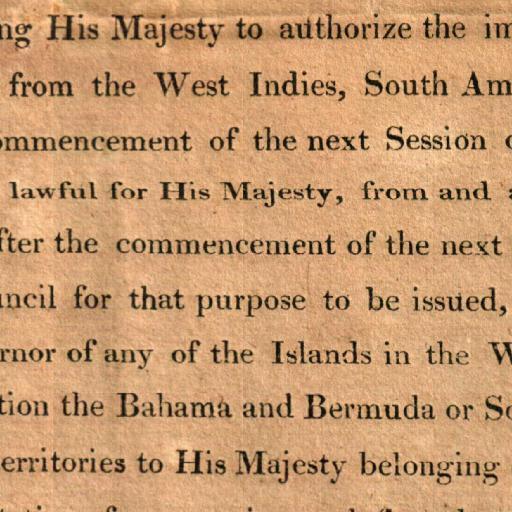 ng His Majesty to authorize the im
from the West Indies, South Am
ommencement of the next Session
lawful for His Majesty, from and a
fter the commencement of the next
uncil for that purpose to be issued,
rnor of any of the Islands in the W
tion the Bahama and Bermuda or So
erritories to His Majesty belonging